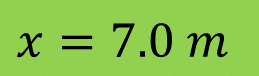 x = 7.0 m